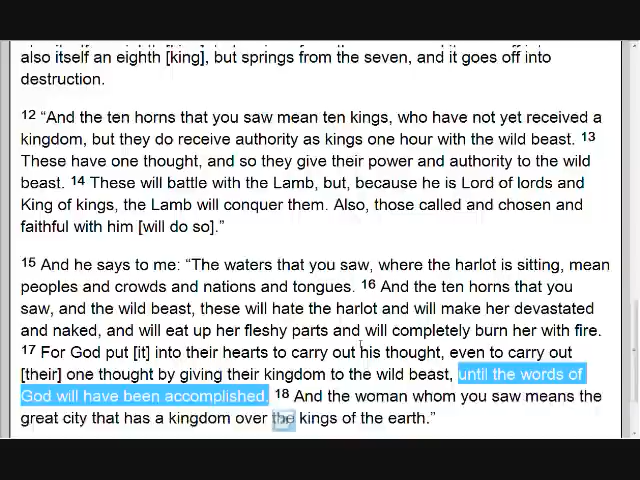 also itself an eighth [king], but springs from the seven, and it goes off into
destruction.
12 “And the ten horns that you saw mean ten kings, who have not yet received a
kingdom, but they do receive authority as kings one hour with the wild beast. 13
These have one thought, and so they give their power and authority to the wild
beast. 14 These will battle with the Lamb, but, because he is Lord of lords and
King of kings, the Lamb will conquer them. Also, those called and chosen and
faithful with him [will do so].”
15 And he says to me: “The waters that you saw, where the harlot is sitting, mean
peoples and crowds and nations and tongues. 16 And the ten horns that you
saw, and the wild beast, these will hate the harlot and will make her devastated
and naked, and will eat up her fleshy parts and will completely burn her with fire.
17 For God put [it] into their hearts to carry out his thought, even to carry out
[their] one thought by giving their kingdom to the wild beast, until the words of
God will have been accomplished. 18 And the woman whom you saw means the
great city that has a kingdom over the kings of the earth.”